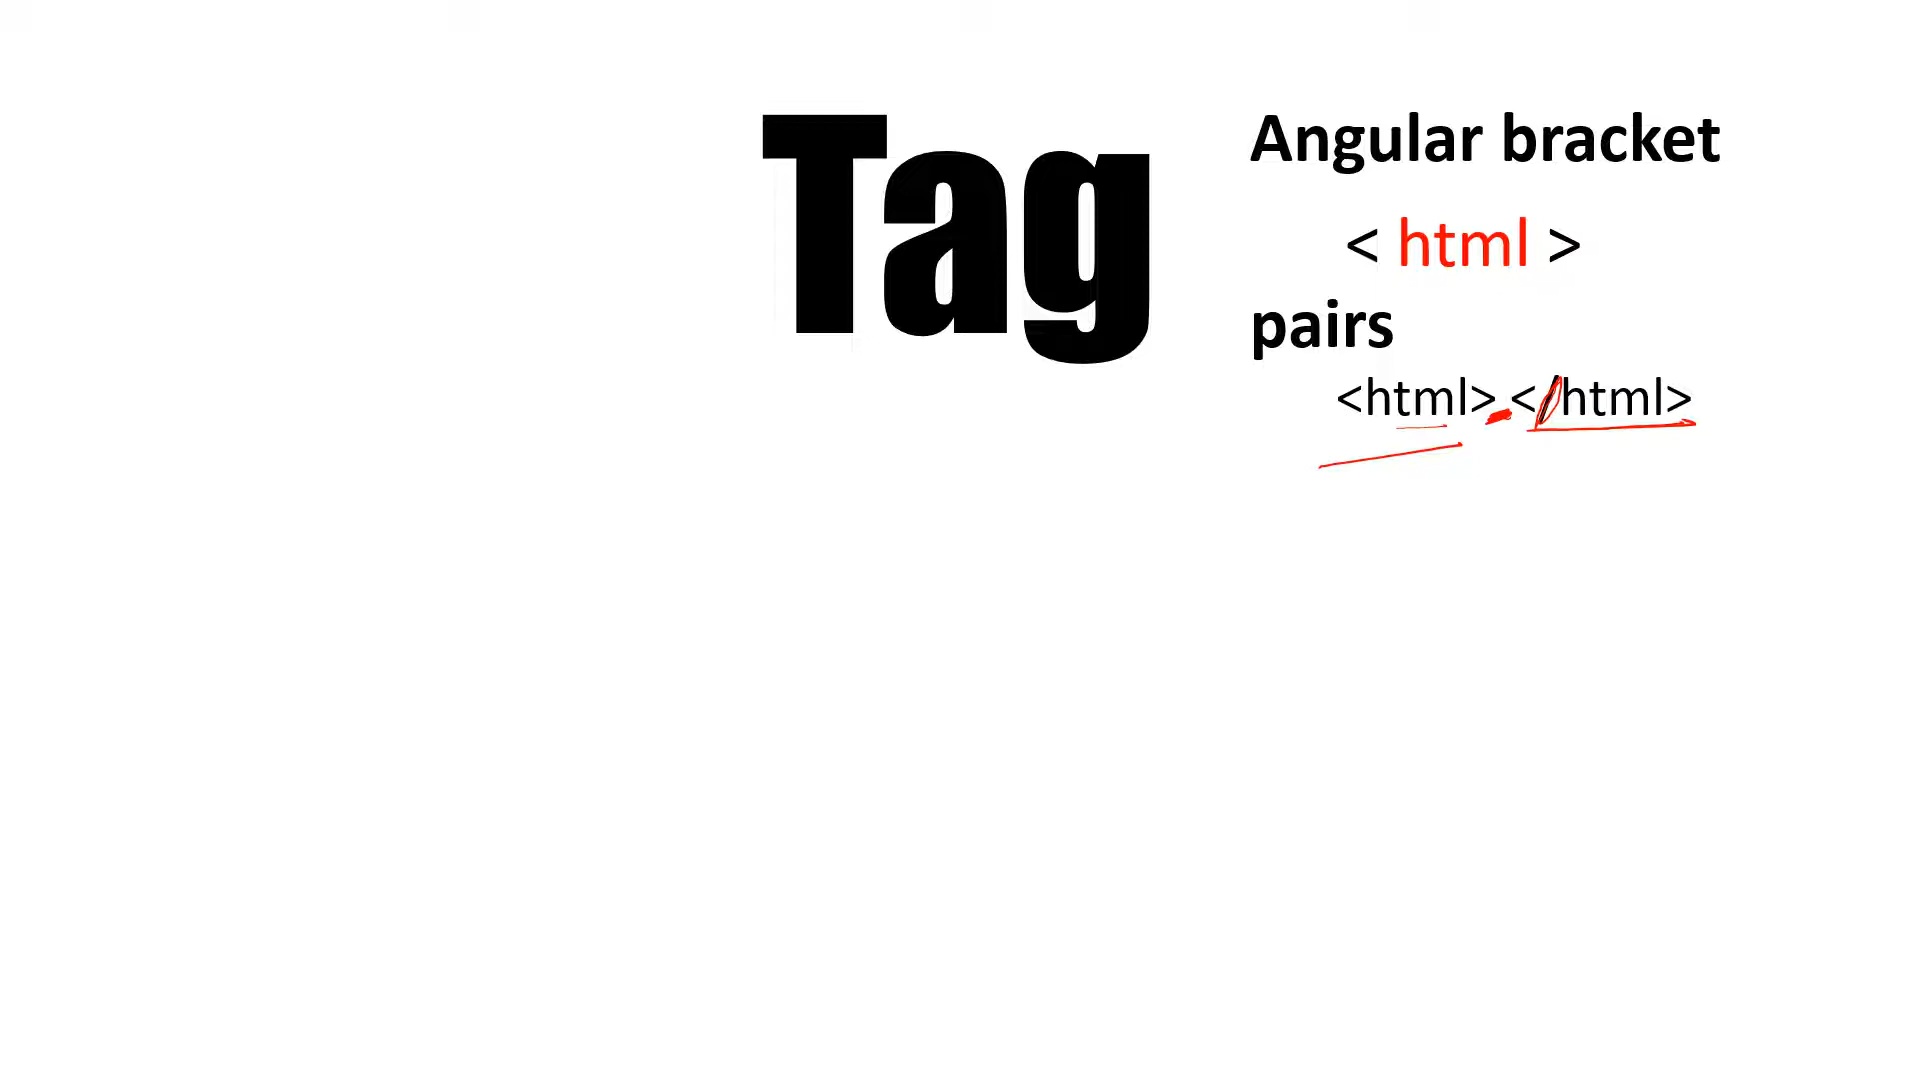 Tag
Angular bracket
< html >
pairs
<html> </html>